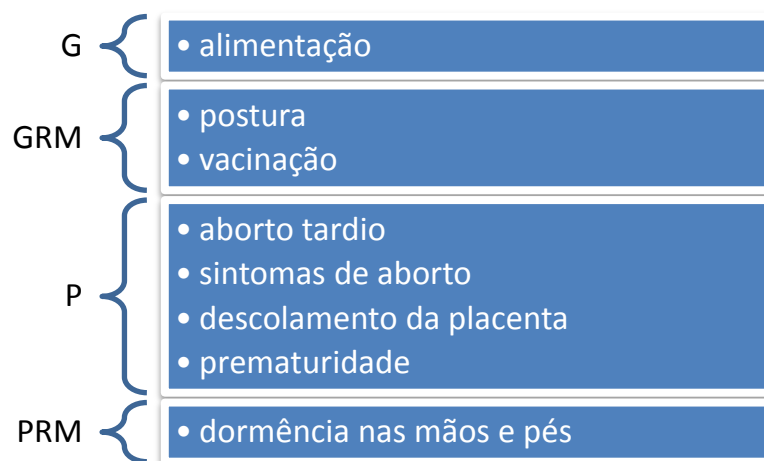 G
• alimentação
GRM
• postura
• vacinação
P
• aborto tardio
• sintomas de aborto
• descolamento da placenta
• prematuridade
PRM
• dormência nas mãos e pés